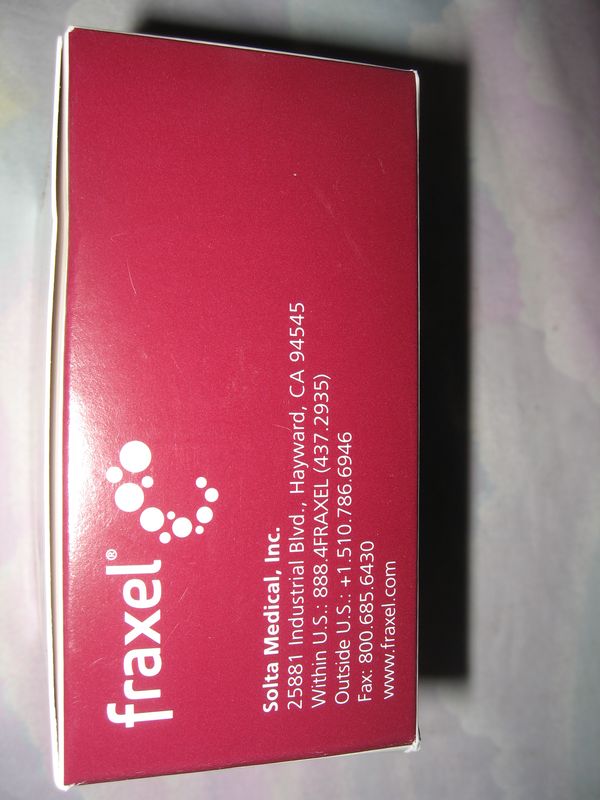 fraxel®
Solta Medical, Inc.
25881 Industrial Blvd., Hayward, CA 94545
Within U.S.: 888.4FRAXEL (437.2935)
Outside U.S.: +1.510.786.6946
Fax: 800.685.6430
www.fraxel.com